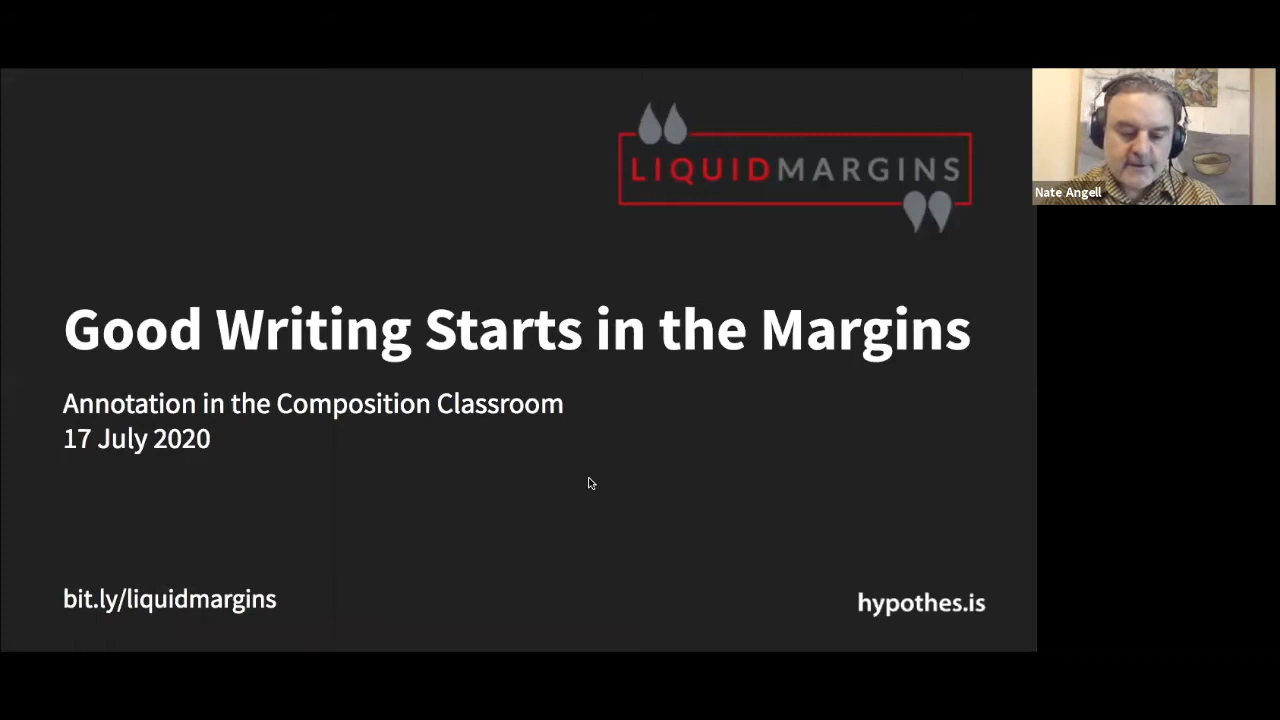 LIQUIDMARGINS
Nate Angell
Good Writing Starts in the Margins
Annotation in the Composition Classroom
17 July 2020
bit.ly/liquidmargins
hypothes.is